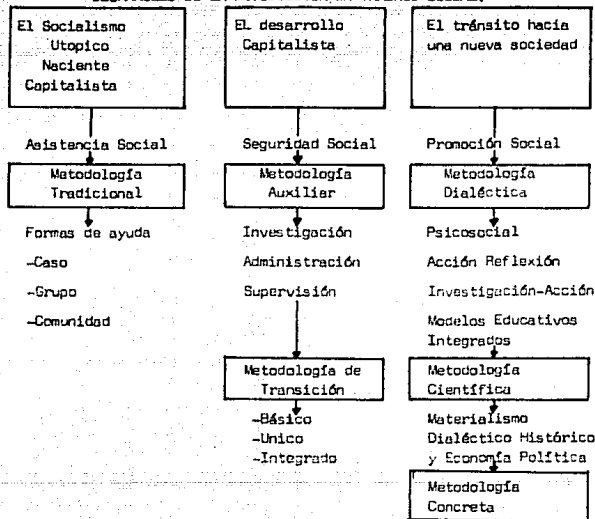 El Socialismo
Utopico
Naciente
Capitalista
Asistencia Social
Metodología
Tradicional
Formas de ayuda
-Caso
-Grupo
-Comunidad
EL desarrollo
Capitalista
Seguridad Social
Metodología
Auxiliar
Investigación
Administración
Supervisión
Metodología de
Transición
-Básico
-Unico
-Integrado
El tránsito hacia
una nueva sociedad
Promoción Social
Metodología
Dialéctica
Psicosocial
Acción Reflexión
Investigación-Acción
Modelos Educativos
Integrados
Metodología
Científica
Materialismo
Dialéctico Histórico
y Economía Política
Metodología
Concreta